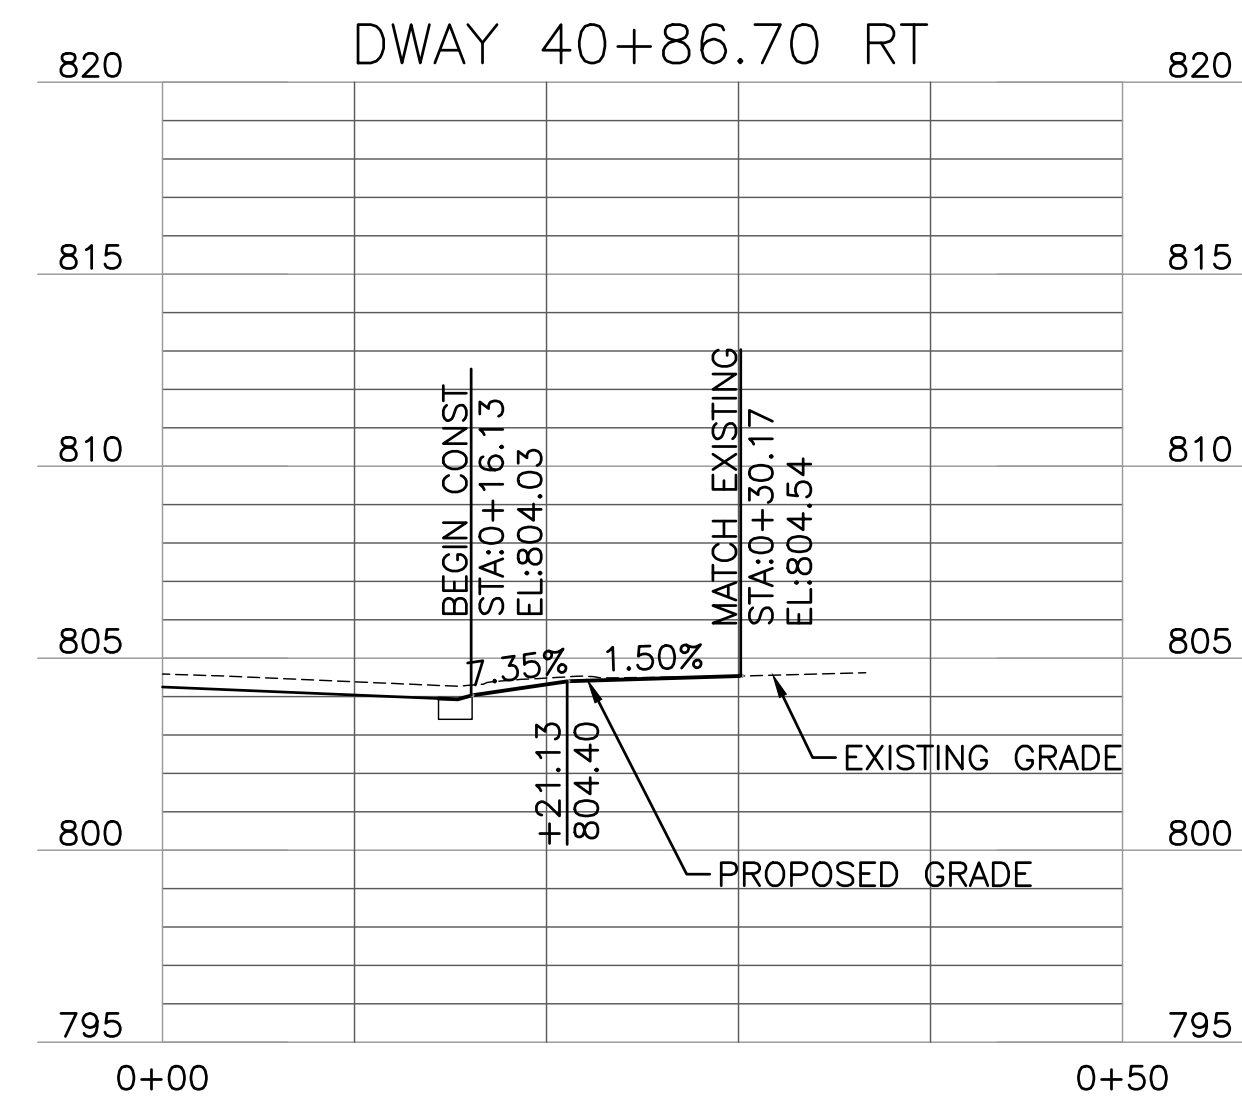 DWAY 40+86.70 RT
820
820
815
815
810
810
805
805
800
800
795
795
BEGIN CONST
STA:0+16.13
EL:804.03
MATCH EXISTING
STA:0+30.17
EL:804.54
7.35%
1.50%
+21.13
804.40
EXISTING GRADE
PROPOSED GRADE
0+00
0+50